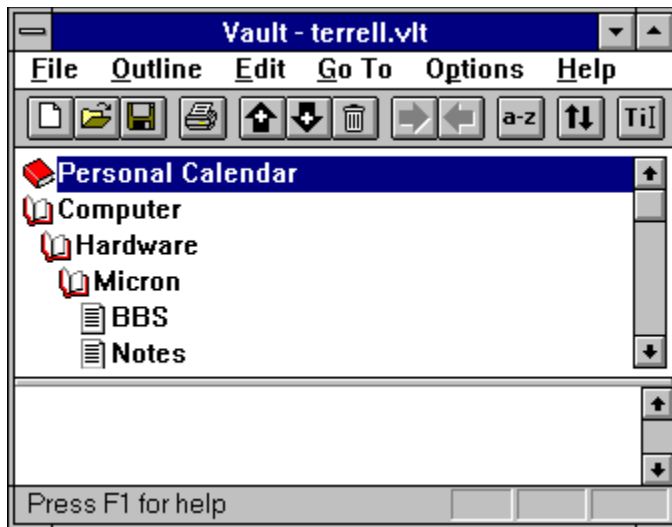 Vault - terrell.vlt
File Outline Edit Go To Options Help
a-z Ti
Personal Calendar
Computer
Hardware
Micron
BBS
Notes
Press F1 for help